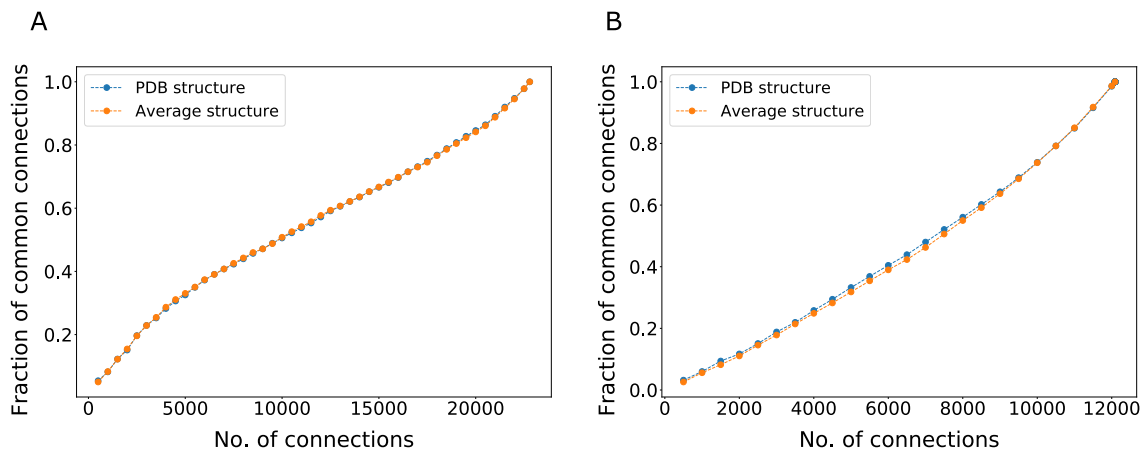 A
PDB structure
Average structure
Fraction of common connections
1.0
0.8
0.6
0.4
0.2
0
5000
10000
15000
20000
No. of connections
B
PDB structure
Average structure
Fraction of common connections
1.0
0.8
0.6
0.4
0.2
0.0
2000
4000
6000
8000
10000
12000
No. of connections